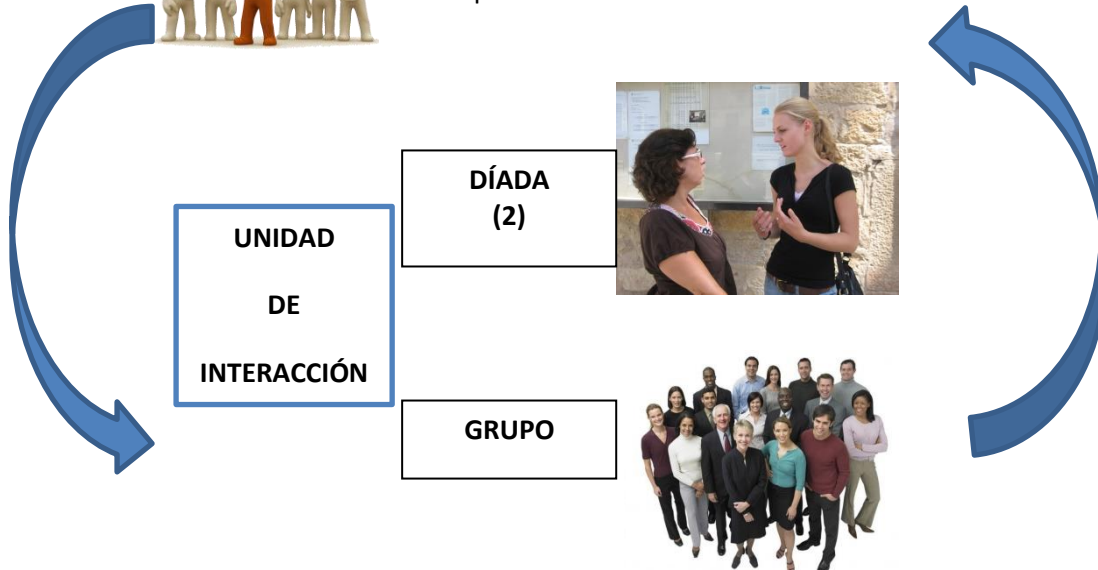 DÍADA
(2)
UNIDAD
DE
INTERACCIÓN
GRUPO